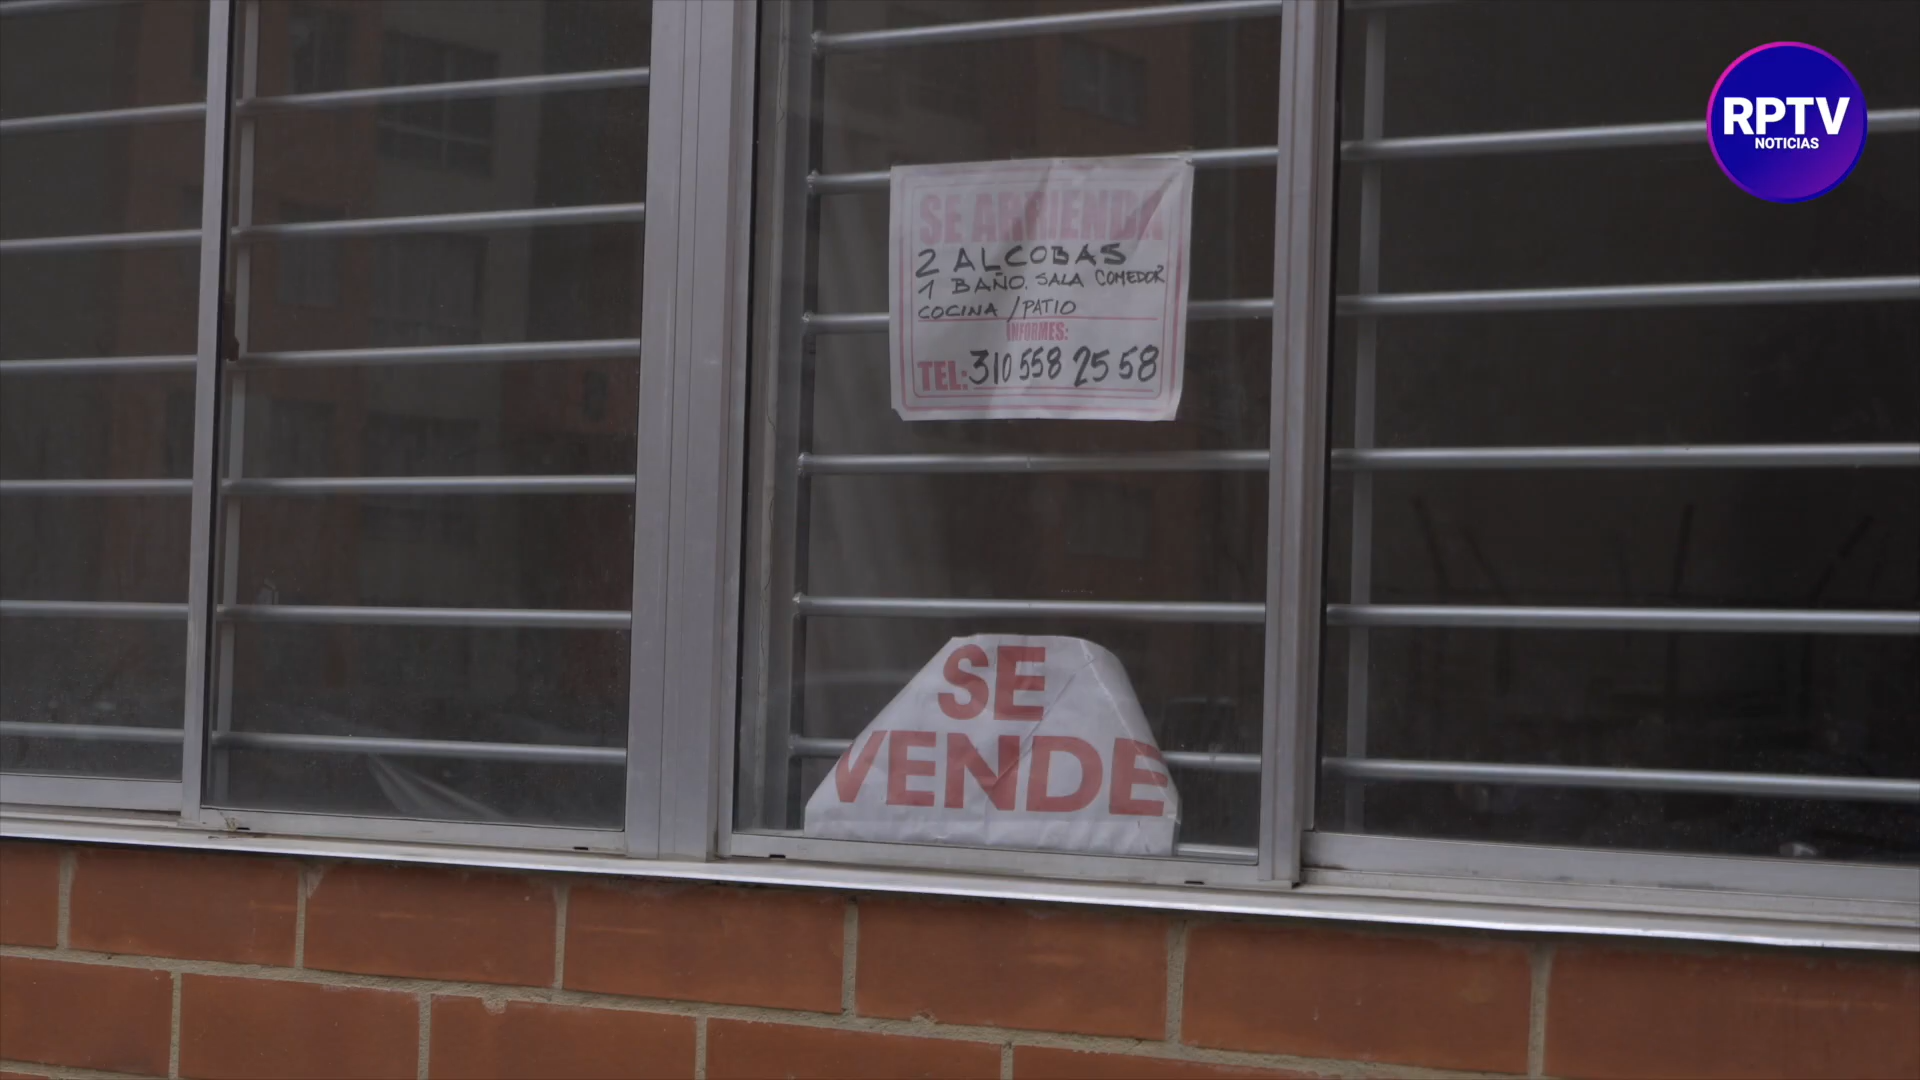 RPTV
NOTICIAS
SE ARRIENDA
2 ALCOBAS
1 BAÑO. SALA COMEDOR
COCINA / PATIO
INFORMES:
TEL: 310 558 25 58
SE
VENDE